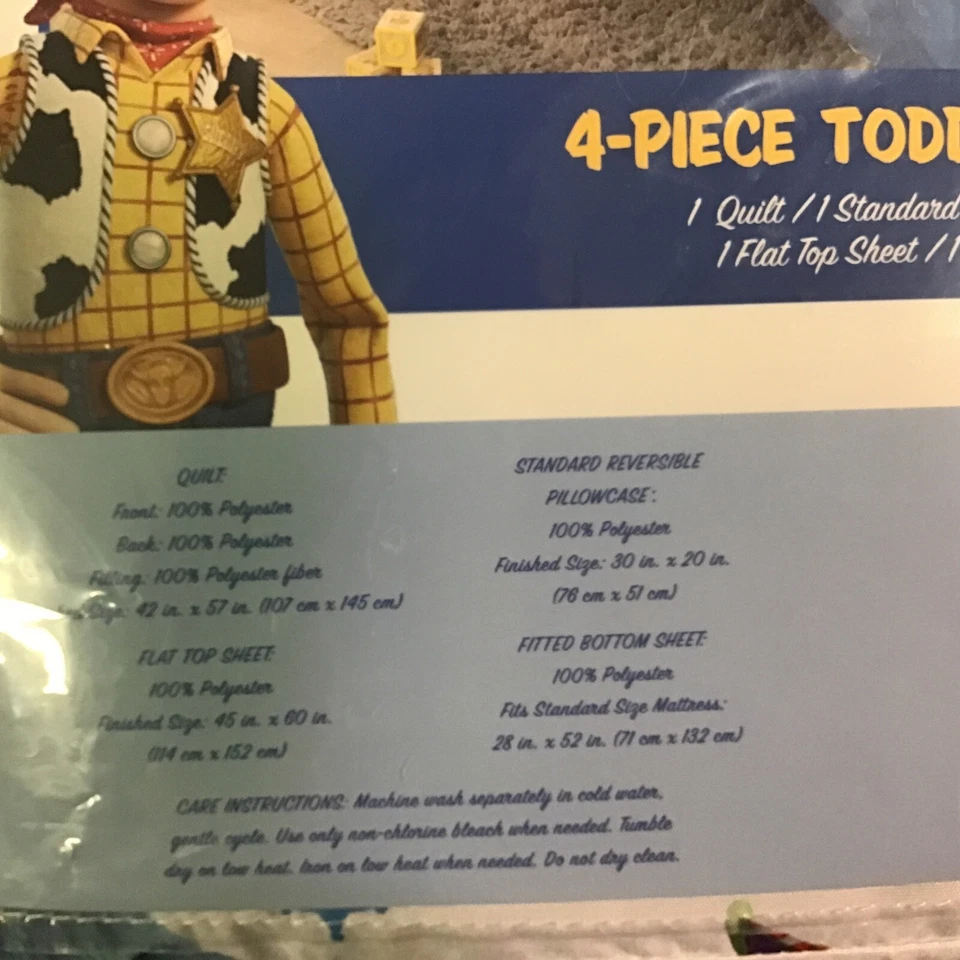 4-PIECE TODD
1 Quilt / 1 Standard
1 Flat Top Sheet / 1
QUILT:
Front: 100% Polyester
Back: 100% Polyester
Filling: 100% Polyester fiber
Size: 42 in. x 57 in. (107 cm x 145 cm)
FLAT TOP SHEET:
100% Polyester
Finished Size: 45 in. x 60 in.
(114 cm x 152 cm)
STANDARD REVERSIBLE
PILLOWCASE:
100% Polyester
Finished Size: 30 in. x 20 in.
(76 cm x 51 cm)
FITTED BOTTOM SHEET:
100% Polyester
Fits Standard Size Mattress:
28 in. x 52 in. (71 cm x 132 cm)
CARE INSTRUCTIONS: Machine wash separately in cold water,
gentle cycle. Use only non-chlorine bleach when needed. Tumble
dry on low heat. Iron on low heat when needed. Do not dry clean.